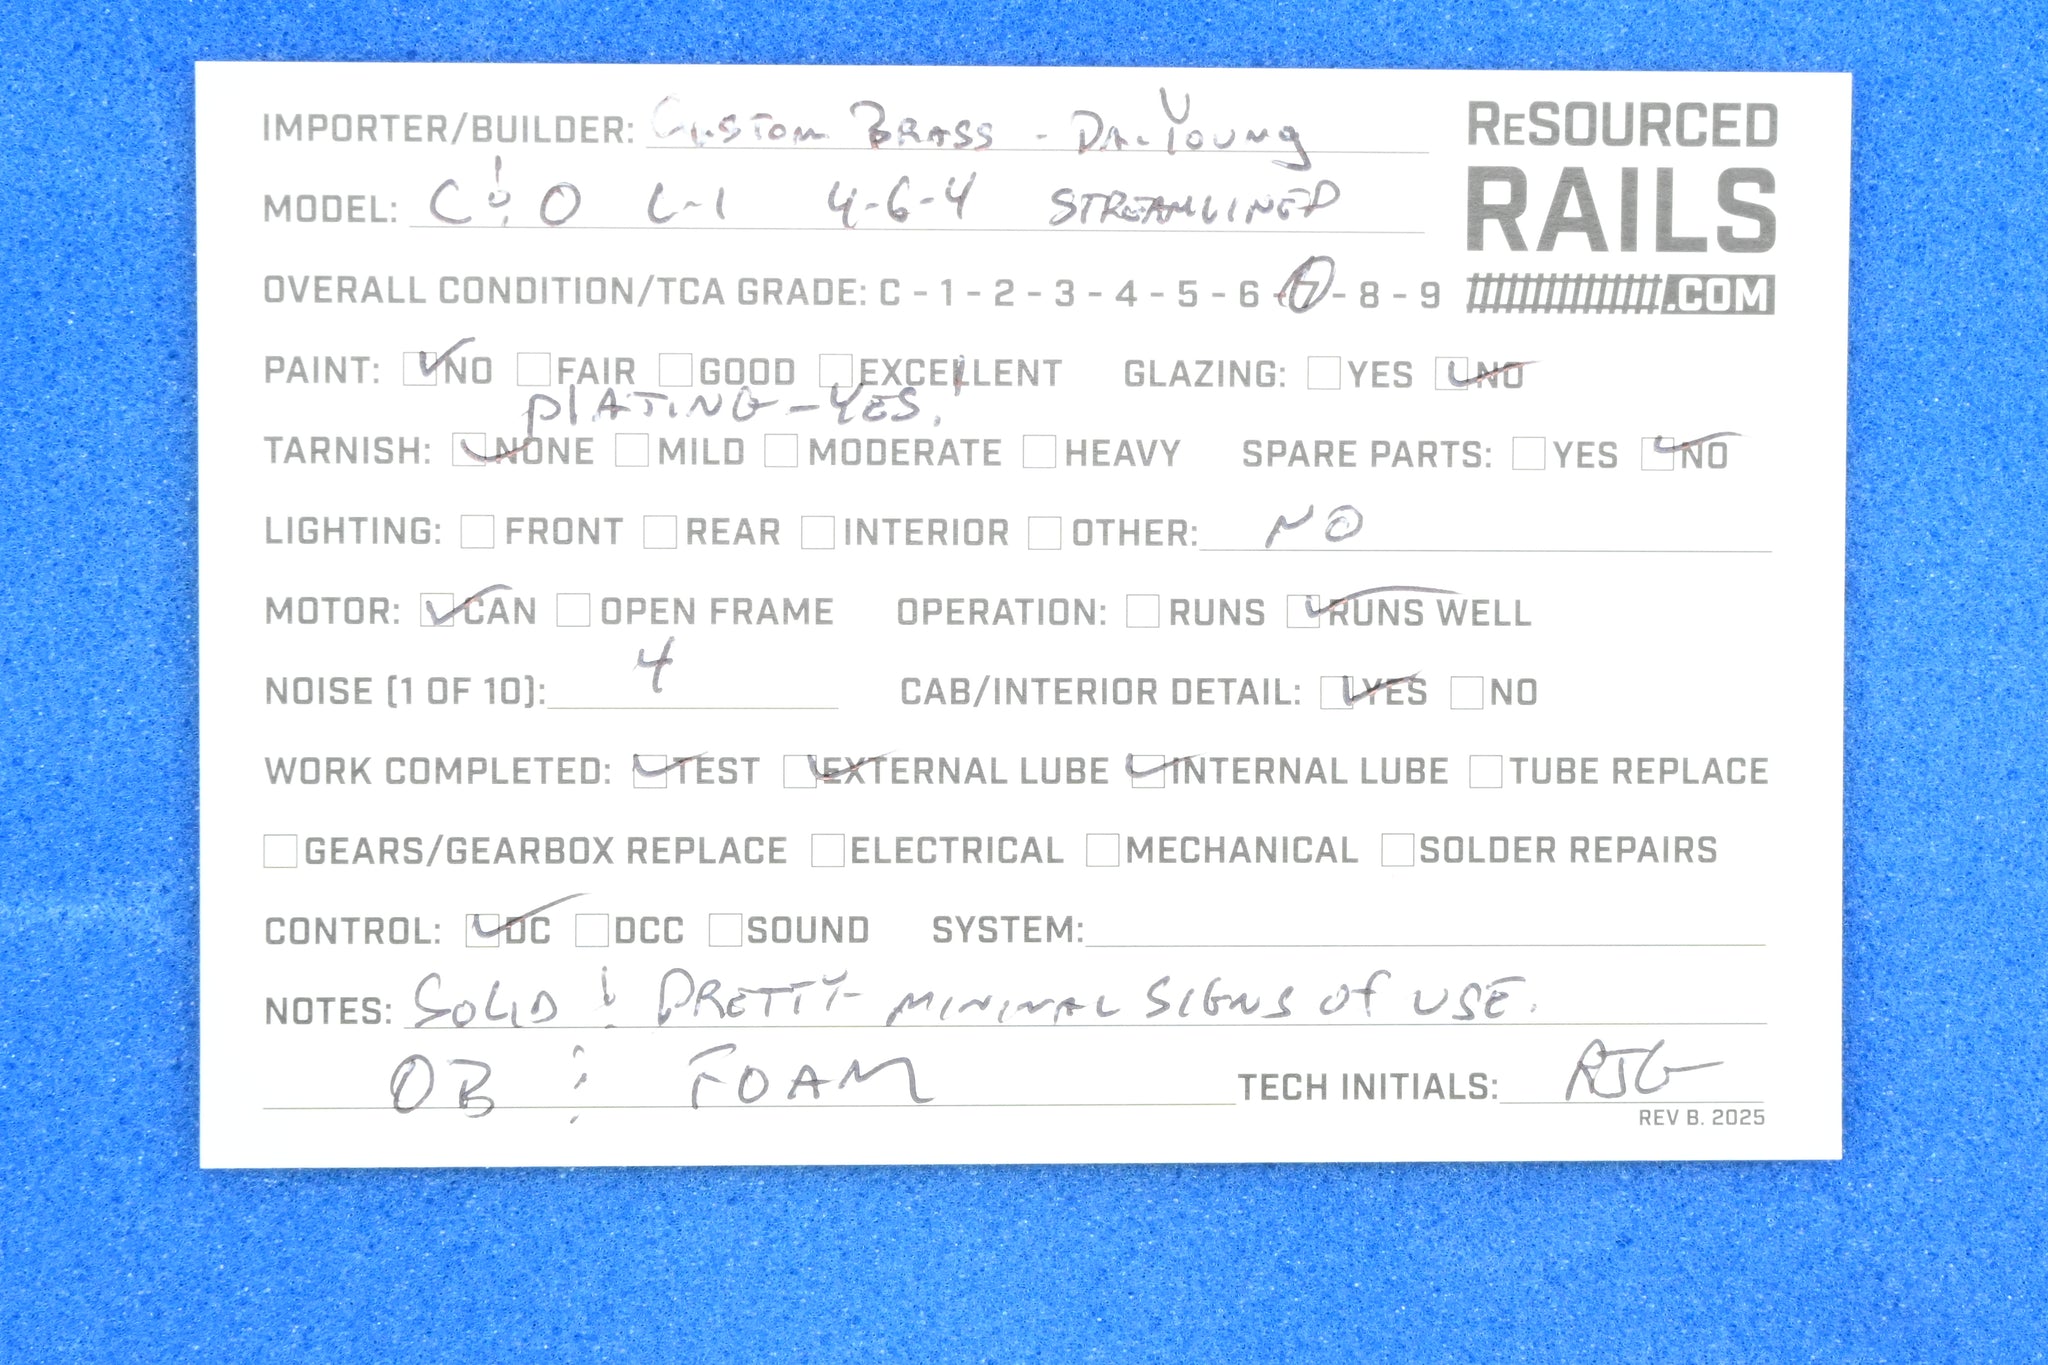 IMPORTER/BUILDER: Custom Brass - Da-Young
RESOURCED
RAILS
.COM
MODEL: C & O L-1 4-6-4 STREAMLINED
OVERALL CONDITION/TCA GRADE: C - 1 - 2 - 3 - 4 - 5 - 6 - 7 - 8 - 9
PAINT: NO FAIR GOOD EXCELLENT GLAZING: YES NO
PLATING - YES!
TARNISH: NONE MILD MODERATE HEAVY SPARE PARTS: YES NO
LIGHTING: FRONT REAR INTERIOR OTHER: NO
MOTOR: CAN OPEN FRAME OPERATION: RUNS RUNS WELL
NOISE (1 OF 10): 4 CAB/INTERIOR DETAIL: YES NO
WORK COMPLETED: TEST EXTERNAL LUBE INTERNAL LUBE TUBE REPLACE
GEARS/GEARBOX REPLACE ELECTRICAL MECHANICAL SOLDER REPAIRS
CONTROL: DC DCC SOUND SYSTEM:
NOTES: SOLID & PRETTY - MINIMAL SIGNS OF USE.
OB & FOAM TECH INITIALS: RJG
REV B. 2025